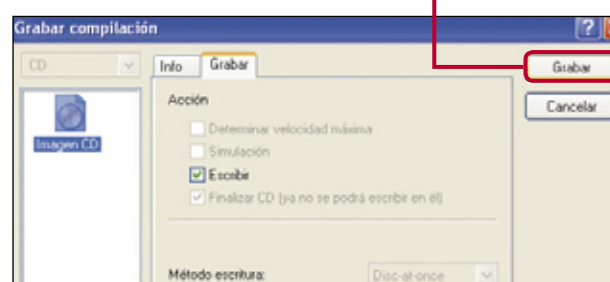 Grabar compilación
CD
Info Grabar
Grabar
Cancelar
Imagen CD
Acción
Determinar velocidad máxima
Simulación
Escribir
Finalizar CD (ya no se podrá escribir en él)
Método escritura: Disc-at-once